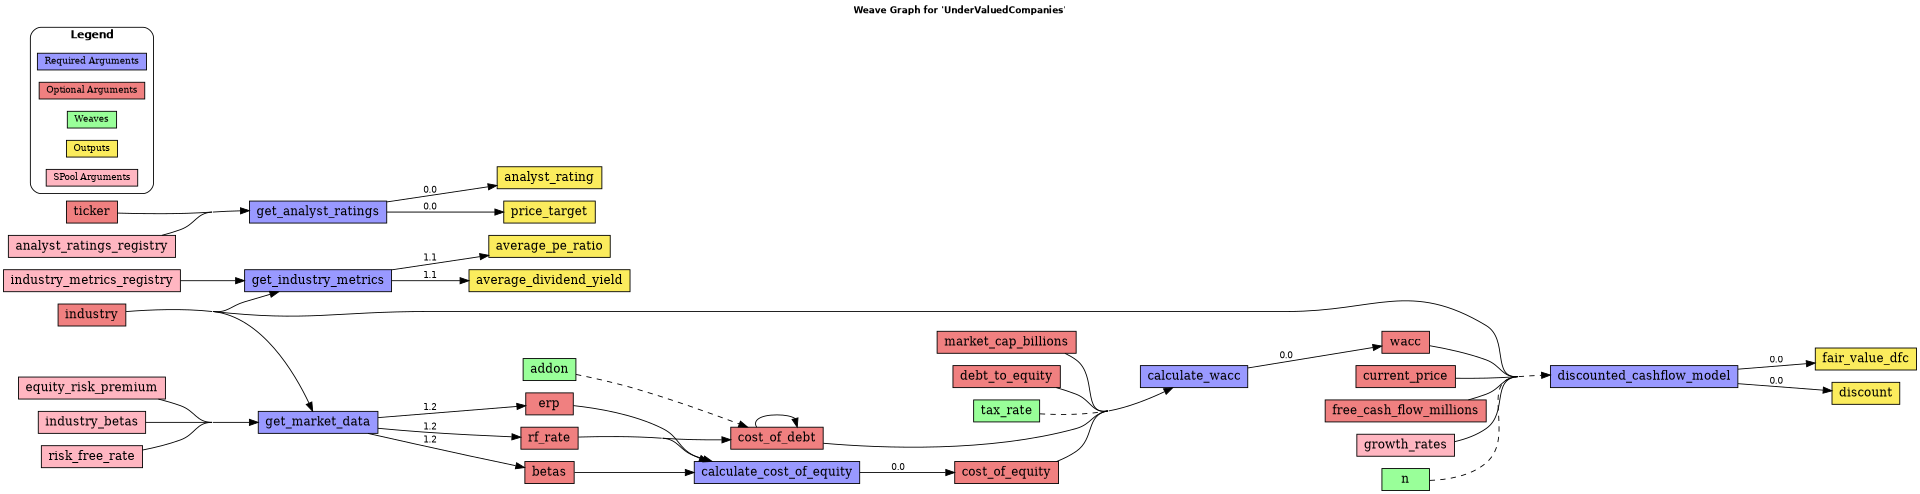 Weave Graph for 'UnderValuedCompanies'
Legend
Required Arguments
Optional Arguments
Weaves
Outputs
SPool Arguments
ticker
analyst_ratings_registry
industry_metrics_registry
industry
equity_risk_premium
industry_betas
risk_free_rate
get_analyst_ratings
get_industry_metrics
get_market_data
0.0
0.0
1.1
1.1
1.2
1.2
1.2
analyst_rating
price_target
average_pe_ratio
average_dividend_yield
addon
erp
rf_rate
betas
cost_of_debt
calculate_cost_of_equity
0.0
market_cap_billions
debt_to_equity
tax_rate
cost_of_equity
calculate_wacc
0.0
wacc
current_price
free_cash_flow_millions
growth_rates
n
discounted_cashflow_model
0.0
0.0
fair_value_dfc
discount